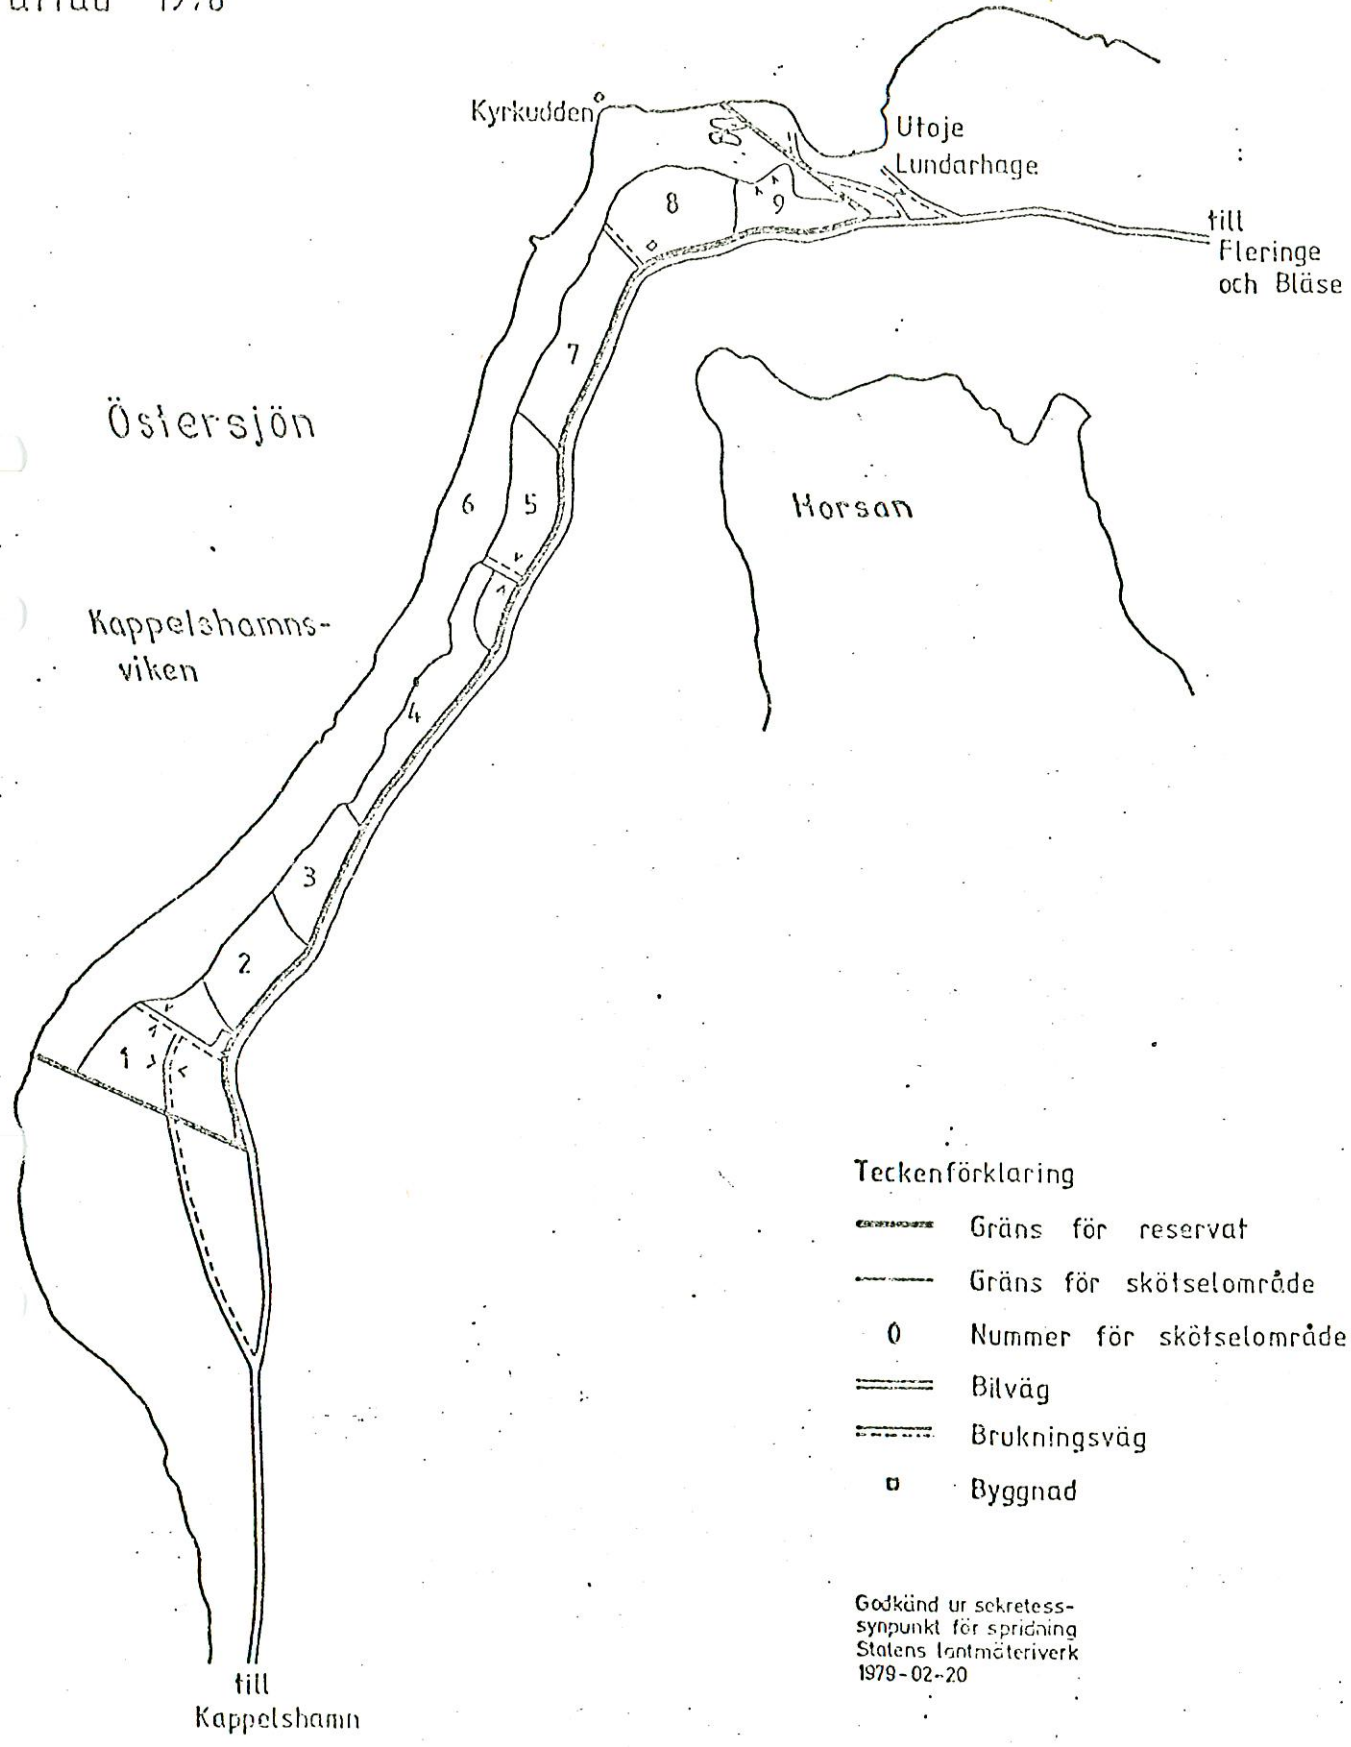 1978
Kyrkudden
Utoje
Lundarhage
till
Fleringe
och Bläse
8
9
7
Östersjön
6
5
Horsan
Kappelshamns-
viken
4
3
2
1
Teckenförklaring
Gräns för reservat
Gräns för skötselområde
0 Nummer för skötselområde
Bilväg
Brukningsväg
Byggnad
Godkänd ur sekretess-
synpunkt för spridning
Statens lantmäteriverk
1979-02-20
till
Kappelshamn